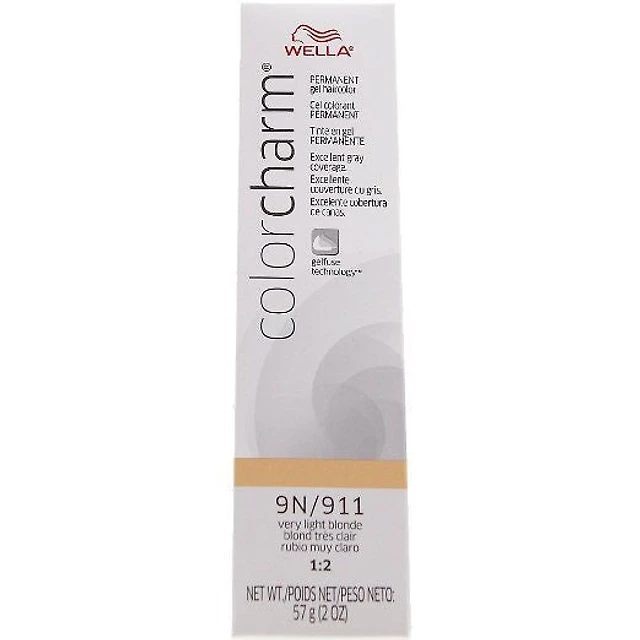 WELLA®
colorcharm®
PERMANENT
gel haircolor
Gel colorant
PERMANENT
Tinte en gel
PERMANENTE
Excellent gray
coverage.
Excellente
couverture du gris.
Excelente cobertura
de canas.
gelfuse
technology™
9N/911
very light blonde
blond très clair
rubio muy claro
1:2
NET WT./POIDS NET/PESO NETO:
57 g (2 OZ)